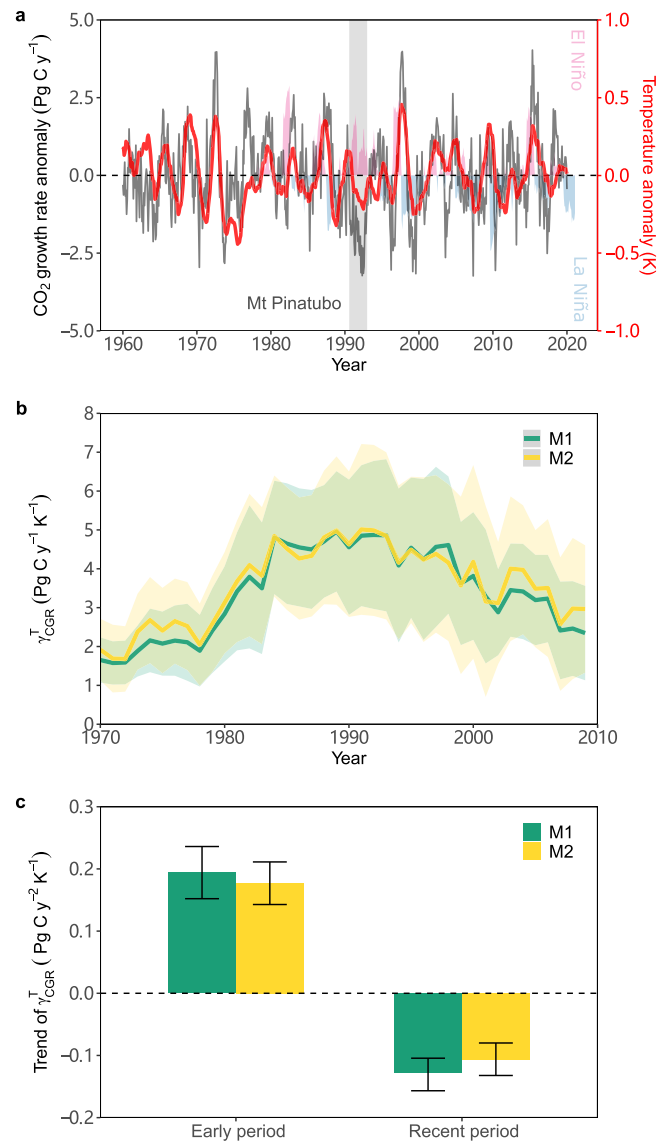 a
CO₂ growth rate anomaly (Pg C y⁻¹)
5.0
2.5
0.0
−2.5
−5.0
El Niño
La Niña
Mt Pinatubo
1.0
0.5
0.0
−0.5
−1.0
Temperature anomaly (K)
1960 1970 1980 1990 2000 2010 2020
Year
b
γᵀCGR (Pg C y⁻¹ K⁻¹)
8
7
6
5
4
3
2
1
0
M1
M2
1970 1980 1990 2000 2010
Year
c
Trend of γᵀCGR ( Pg C y⁻² K⁻¹)
0.3
0.2
0.1
0.0
−0.1
−0.2
M1
M2
Early period Recent period